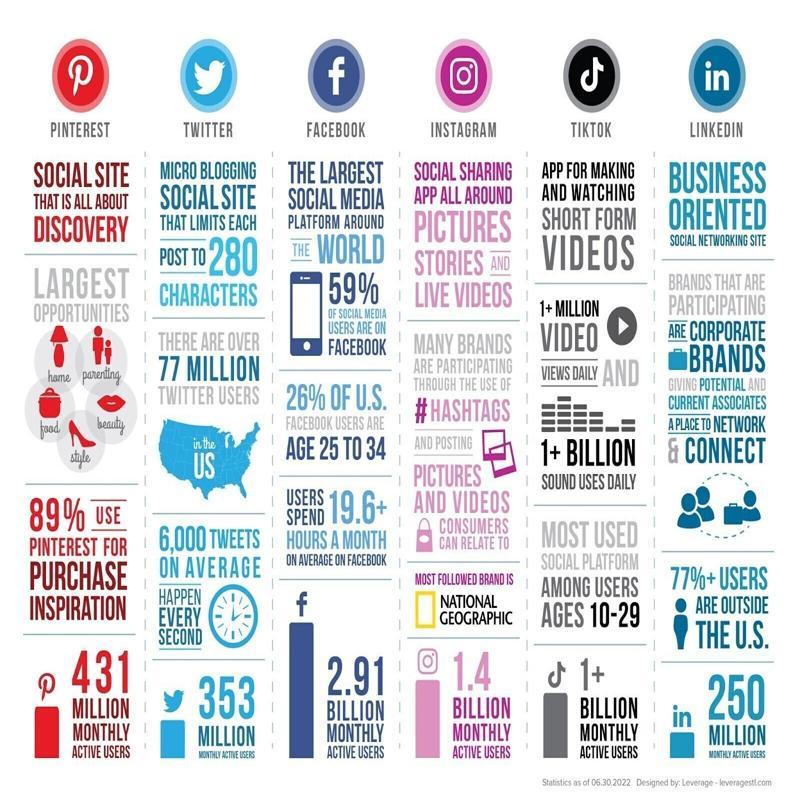 PINTEREST
SOCIAL SITE
THAT IS ALL ABOUT
DISCOVERY
LARGEST
OPPORTUNITIES
home
parenting
food
beauty
style
89% USE
PINTEREST FOR
PURCHASE
INSPIRATION
431
MILLION
MONTHLY
ACTIVE USERS
TWITTER
MICRO BLOGGING
SOCIAL SITE
THAT LIMITS EACH
POST TO 280
CHARACTERS
THERE ARE OVER
77 MILLION
TWITTER USERS
in the
US
6,000 TWEETS
ON AVERAGE
HAPPEN
EVERY
SECOND
353
MILLION
MONTHLY ACTIVE USERS
FACEBOOK
THE LARGEST
SOCIAL MEDIA
PLATFORM AROUND
THE WORLD
59%
OF SOCIAL MEDIA
USERS ARE ON
FACEBOOK
26% OF U.S.
FACEBOOK USERS ARE
AGE 25 TO 34
USERS
SPEND 19.6+
HOURS A MONTH
ON AVERAGE ON FACEBOOK
f
2.91
BILLION
MONTHLY
ACTIVE USERS
INSTAGRAM
SOCIAL SHARING
APP ALL AROUND
PICTURES
STORIES AND
LIVE VIDEOS
MANY BRANDS
ARE PARTICIPATING
THROUGH THE USE OF
#HASHTAGS
AND POSTING
PICTURES
AND VIDEOS
CONSUMERS
CAN RELATE TO
MOST FOLLOWED BRAND IS
NATIONAL
GEOGRAPHIC
1.4
BILLION
MONTHLY
ACTIVE USERS
TIKTOK
APP FOR MAKING
AND WATCHING
SHORT FORM
VIDEOS
1+ MILLION
VIDEO
VIEWS DAILY AND
1+ BILLION
SOUND USES DAILY
MOST USED
SOCIAL PLATFORM
AMONG USERS
AGES 10-29
1+
BILLION
MONTHLY
ACTIVE USERS
in
LINKEDIN
BUSINESS
ORIENTED
SOCIAL NETWORKING SITE
BRANDS THAT ARE
PARTICIPATING
ARE CORPORATE
BRANDS
GIVING POTENTIAL AND
CURRENT ASSOCIATES
A PLACE TO NETWORK
& CONNECT
77%+ USERS
ARE OUTSIDE
THE U.S.
in
250
MILLION
MONTHLY ACTIVE USERS
Statistics as of 06.30.2022 Designed by: Leverage - leveragestl.com